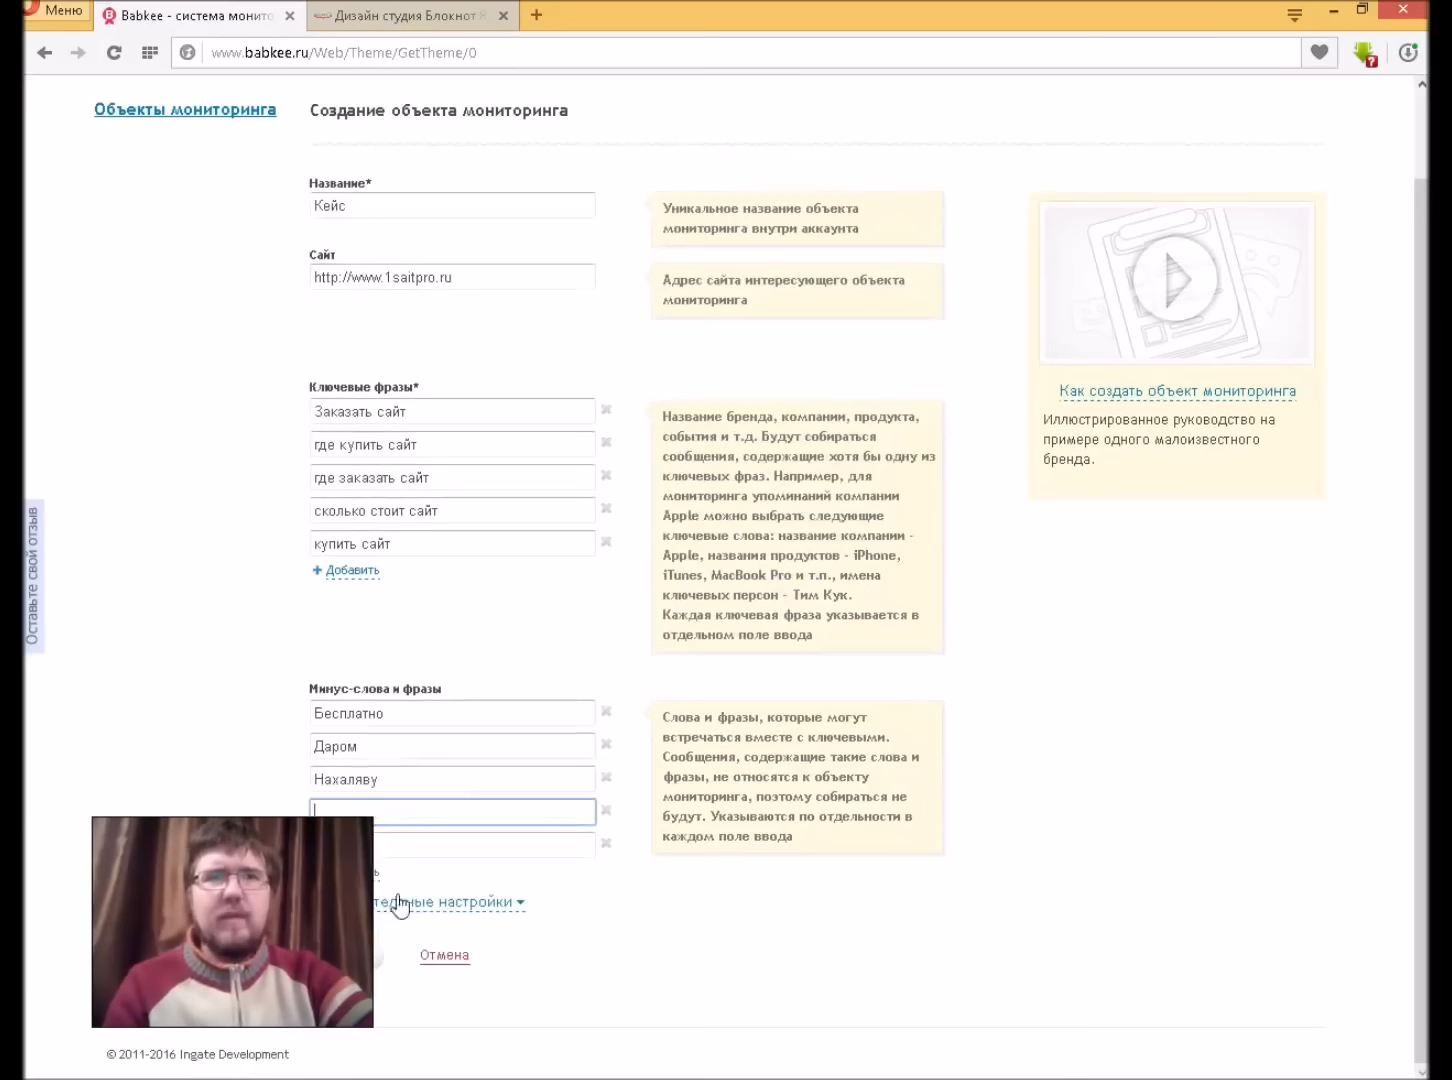 Меню
Babkee - система монито
Дизайн студия Блокнот
www.babkee.ru/Web/Theme/GetTheme/0
Объекты мониторинга
Создание объекта мониторинга
Название*
Кейс
Уникальное название объекта
мониторинга внутри аккаунта
Сайт
http://www.1saitpro.ru
Адрес сайта интересующего объекта
мониторинга
Ключевые фразы*
Заказать сайт
где купить сайт
где заказать сайт
сколько стоит сайт
купить сайт
+ Добавить
Название бренда, компании, продукта,
события и т.д. Будут собираться
сообщения, содержащие хотя бы одну из
ключевых фраз. Например, для
мониторинга упоминаний компании
Apple можно выбрать следующие
ключевые слова: название компании -
Apple, названия продуктов - iPhone,
iTunes, MacBook Pro и т.п., имена
ключевых персон - Тим Кук.
Каждая ключевая фраза указывается в
отдельном поле ввода
Как создать объект мониторинга
Иллюстрированное руководство на
примере одного малоизвестного
бренда.
Оставьте свой отзыв
Минус-слова и фразы
Бесплатно
Даром
Нахаляву
Слова и фразы, которые могут
встречаться вместе с ключевыми.
Сообщения, содержащие такие слова и
фразы, не относятся к объекту
мониторинга, поэтому собираться не
будут. Указываются по отдельности в
каждом поле ввода
настройки
Отмена
© 2011-2016 Ingate Development